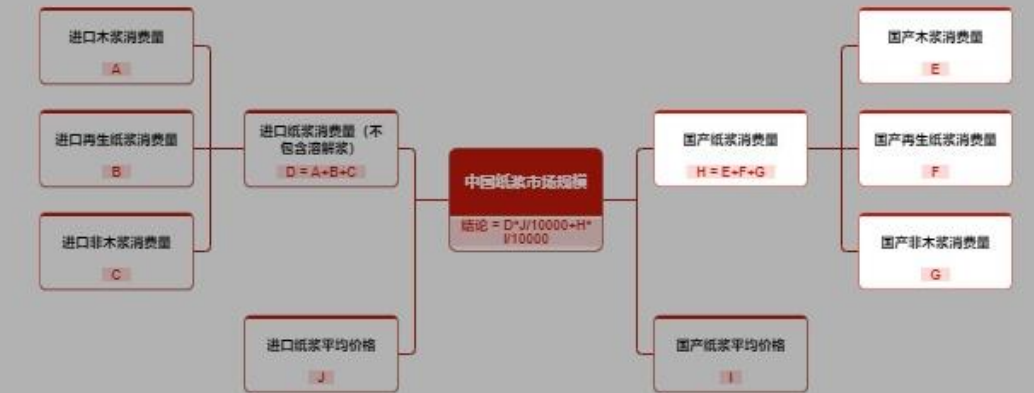 进口木浆消费量
A
进口再生纸浆消费量
B
进口非木浆消费量
C
进口纸浆消费量（不
包含溶解浆）
D = A+B+C
进口纸浆平均价格
J
中国纸浆市场规模
结论 = D*J/10000+H*
I/10000
国产纸浆消费量
H = E+F+G
国产纸浆平均价格
I
国产木浆消费量
E
国产再生纸浆消费量
F
国产非木浆消费量
G